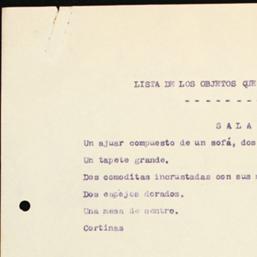 LISTA DE LOS OBJETOS QUE
- - - - - - -
S A L A
Un ajuar compuesto de un sofá, dos
Un tapete grande.
Dos comoditas incrustadas con sus
Dos espejos dorados.
Una mesa de centro.
Cortinas